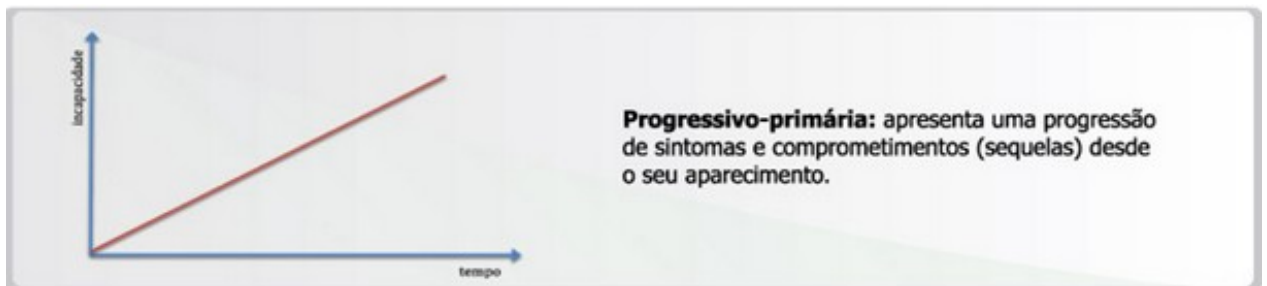 incapacidade
Progressivo-primária: apresenta uma progressão
de sintomas e comprometimentos (sequelas) desde
o seu aparecimento.
tempo